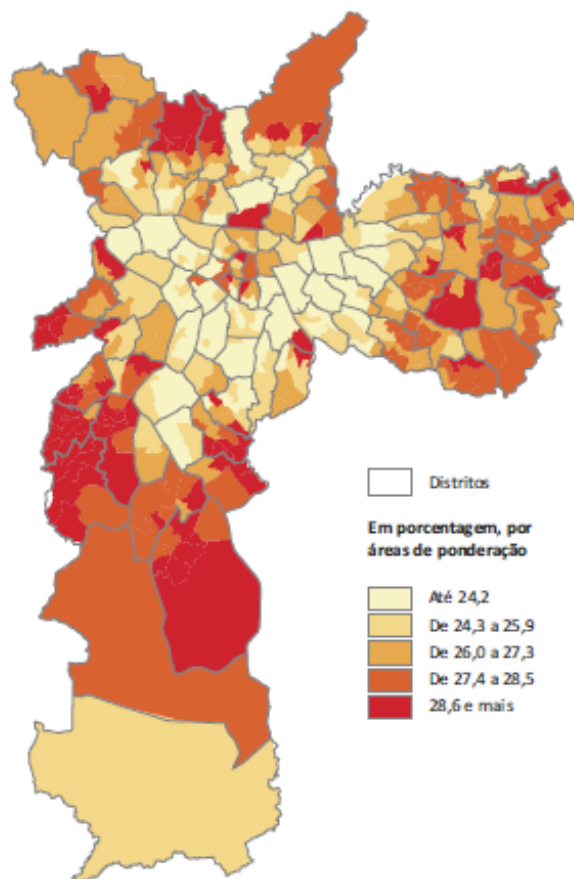 Distritos
Em porcentagem, por
áreas de ponderação
Até 24,2
De 24,3 a 25,9
De 26,0 a 27,3
De 27,4 a 28,5
28,6 e mais